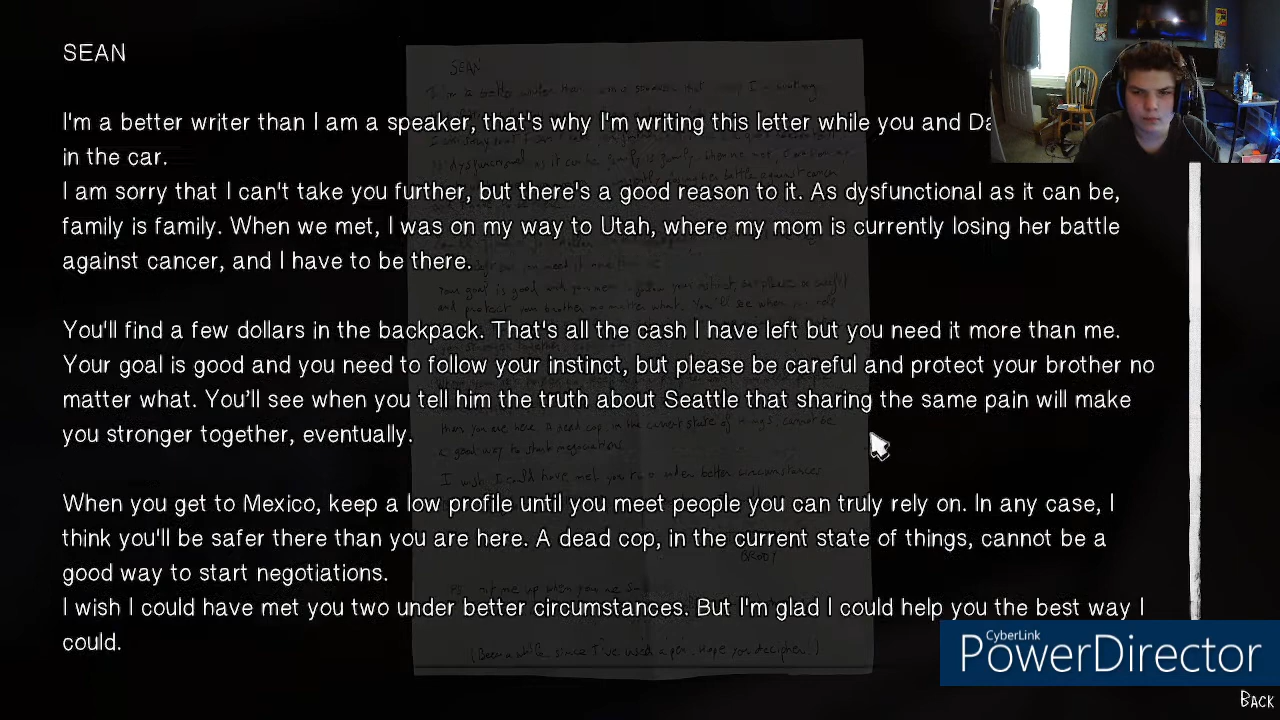 SEAN
I'm a better writer than I am a speaker, that's why I'm writing this letter while you and
in the car.
I am sorry that I can't take you further, but there's a good reason to it. As dysfunctional as it can be,
family is family. When we met, I was on my way to Utah, where my mom is currently losing her battle
against cancer, and I have to be there.
You'll find a few dollars in the backpack. That's all the cash I have left but you need it more than me.
Your goal is good and you need to follow your instinct, but please be careful and protect your brother no
matter what. You'll see when you tell him the truth about Seattle that sharing the same pain will make
you stronger together, eventually.
When you get to Mexico, keep a low profile until you meet people you can truly rely on. In any case, I
think you'll be safer there than you are here. A dead cop, in the current state of things, cannot be a
good way to start negotiations.
I wish I could have met you two under better circumstances. But I'm glad I could help you the best way I
could.
CyberLink
PowerDirector
BACK